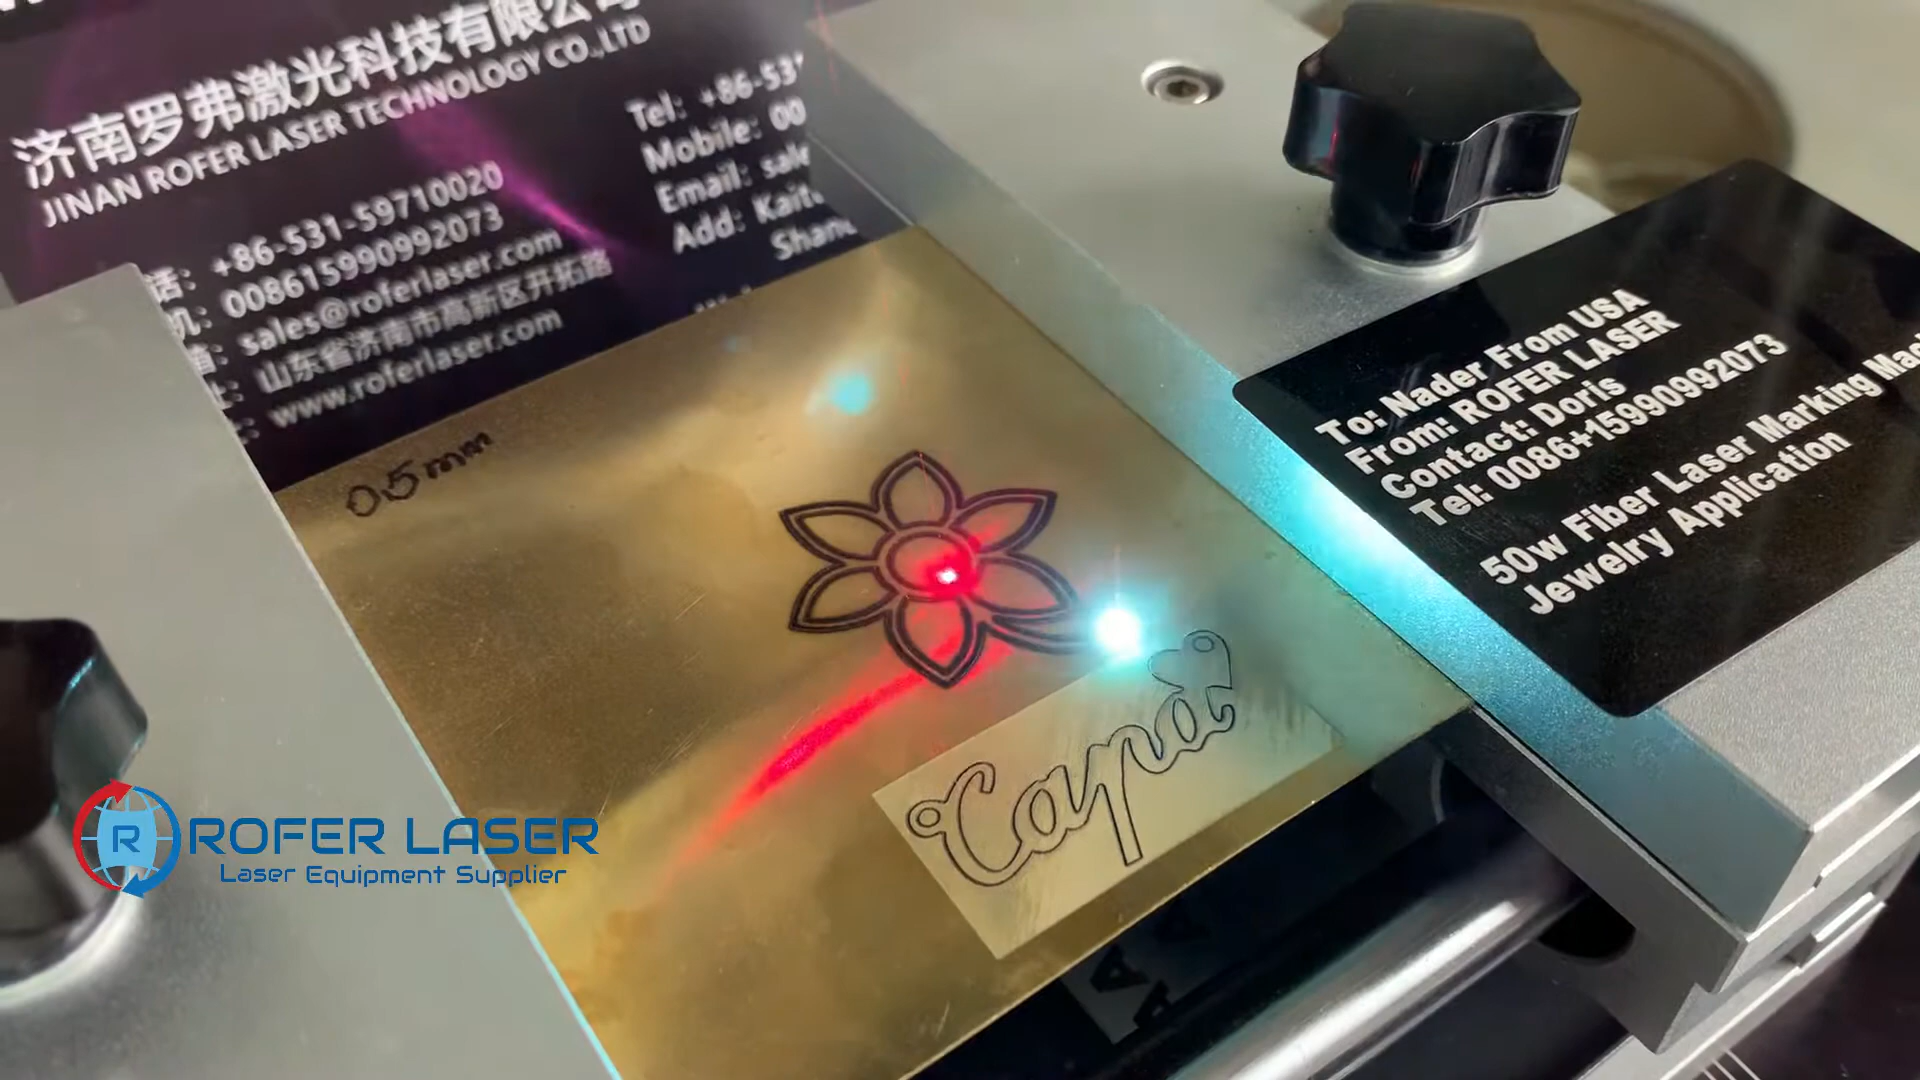 济南罗弗激光科技有限公司
JINAN ROFER LASER TECHNOLOGY CO.,LTD
话: +86-531-59710020
机: 008615990992073
sales@roferlaser.com
山东省济南市高新区开拓路
www.roferlaser.com
Tel: +86-53
Mobile: 00
Email: sale
Add: Kait
Shan
0.5mm
To: Nader From USA
From: ROFER LASER
Contact: Doris
Tel: 0086+15990992073
50w Fiber Laser Marking Mac
Jewelry Application
Capa
R
ROFER LASER
Laser Equipment Supplier